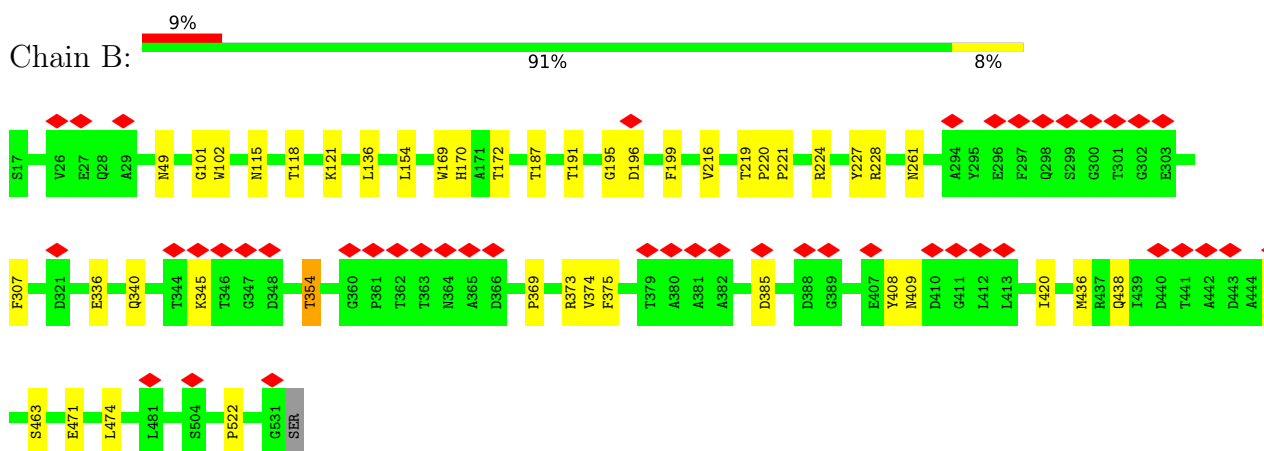 9%
Chain B:
91% 8%
S17 V26 E27 Q28 A29 N49 G101 W102 N115 T118 K121 L136 L154 W169 H170 A171 T172 T187 T191 G195 D196 F199 V216 T219 P220 P221 R224 Y227 R228 N261 A294 Y295 E296 F297 Q298 S299 G300 T301 G302 E303
F307 D321 E336 Q340 T344 K345 T346 G347 D348 T354 G360 P361 T362 T363 N364 A365 D366 P369 R373 V374 F375 T379 A380 A381 A382 D385 D388 G389 E407 Y408 N409 D410 G411 L412 L413 I420 M436 R437 Q438 I439 D440 T441 A442 D443 A444
S463 E471 L474 L481 S504 P522 G531 SER